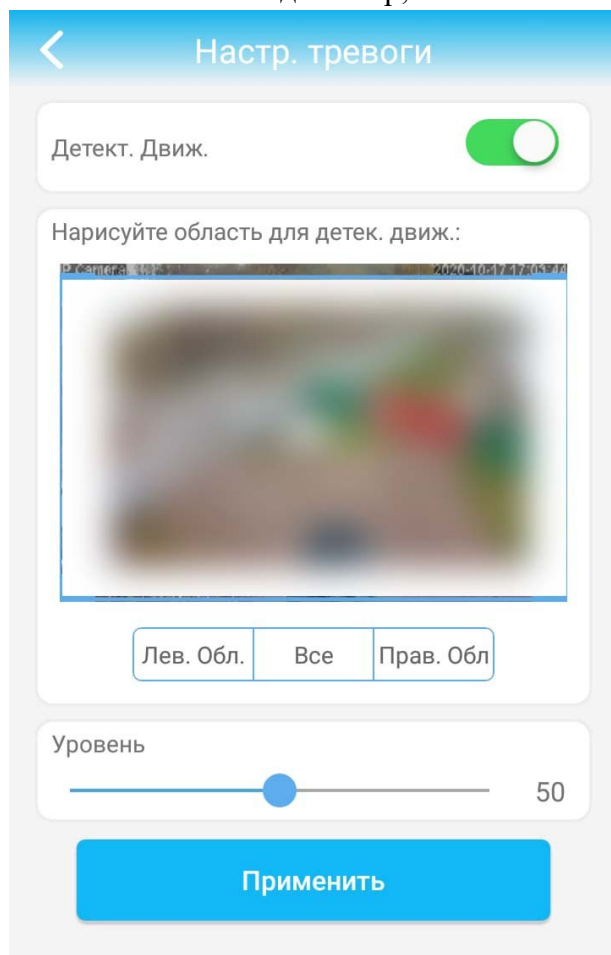 Настр. тревоги
Детект. Движ.
Нарисуйте область для детек. движ.:
P Camera 2020-10-17 17:03:44
Лев. Обл. Все Прав. Обл
Уровень
50
Применить